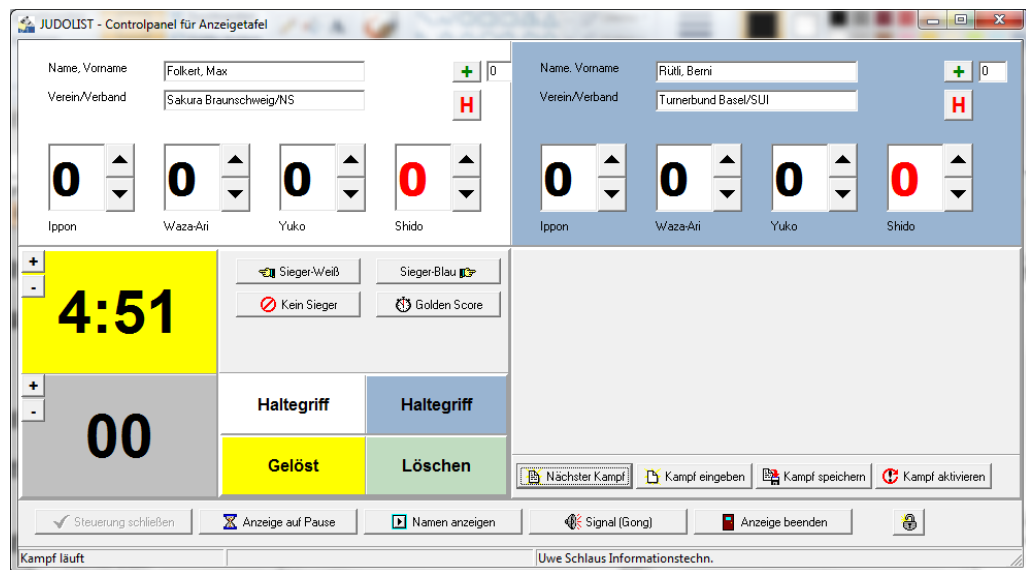 JUDOLIST - Controlpanel für Anzeigetafel
Name, Vorname Folkert, Max + 0
Verein/Verband Sakura Braunschweig/NS H
0 0 0 0
Ippon Waza-Ari Yuko Shido
Name. Vorname Rütli, Berni + 0
Verein/Verband Turnerbund Basel/SUI H
0 0 0 0
Ippon Waza-Ari Yuko Shido
+
-
4:51
Sieger-Weiß Sieger-Blau
Kein Sieger Golden Score
+
-
00
Haltegriff Haltegriff
Gelöst Löschen
Nächster Kampf Kampf eingeben Kampf speichern Kampf aktivieren
Steuerung schließen Anzeige auf Pause Namen anzeigen Signal (Gong) Anzeige beenden
Kampf läuft Uwe Schlaus Informationstechn.